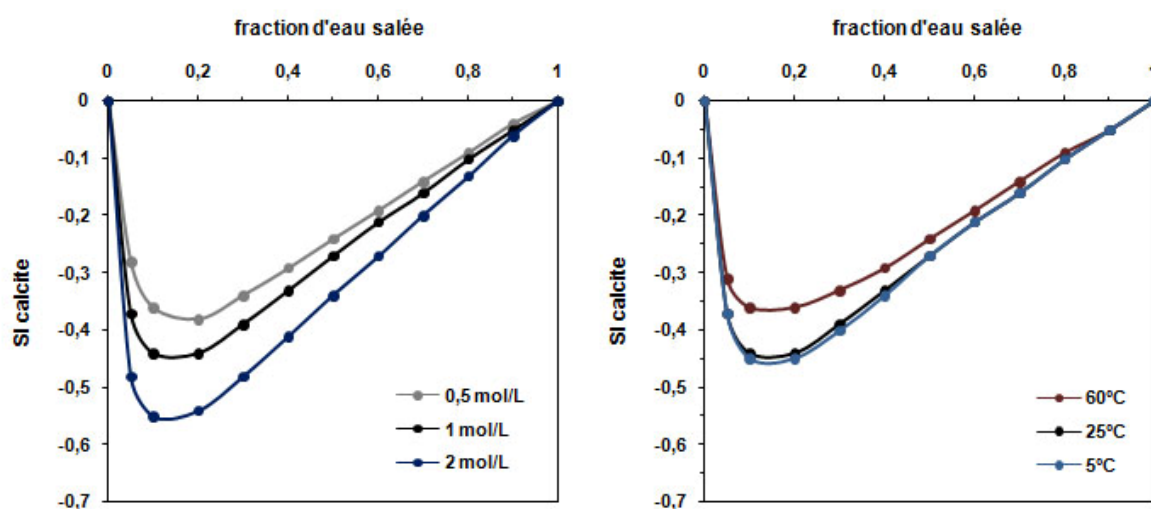 fraction d'eau salée
0 0,2 0,4 0,6 0,8 1
0
-0,1
-0,2
-0,3
-0,4
-0,5
-0,6
-0,7
SI calcite
0,5 mol/L
1 mol/L
2 mol/L
fraction d'eau salée
0 0,2 0,4 0,6 0,8 1
0
-0,1
-0,2
-0,3
-0,4
-0,5
-0,6
-0,7
SI calcite
60ºC
25ºC
5ºC